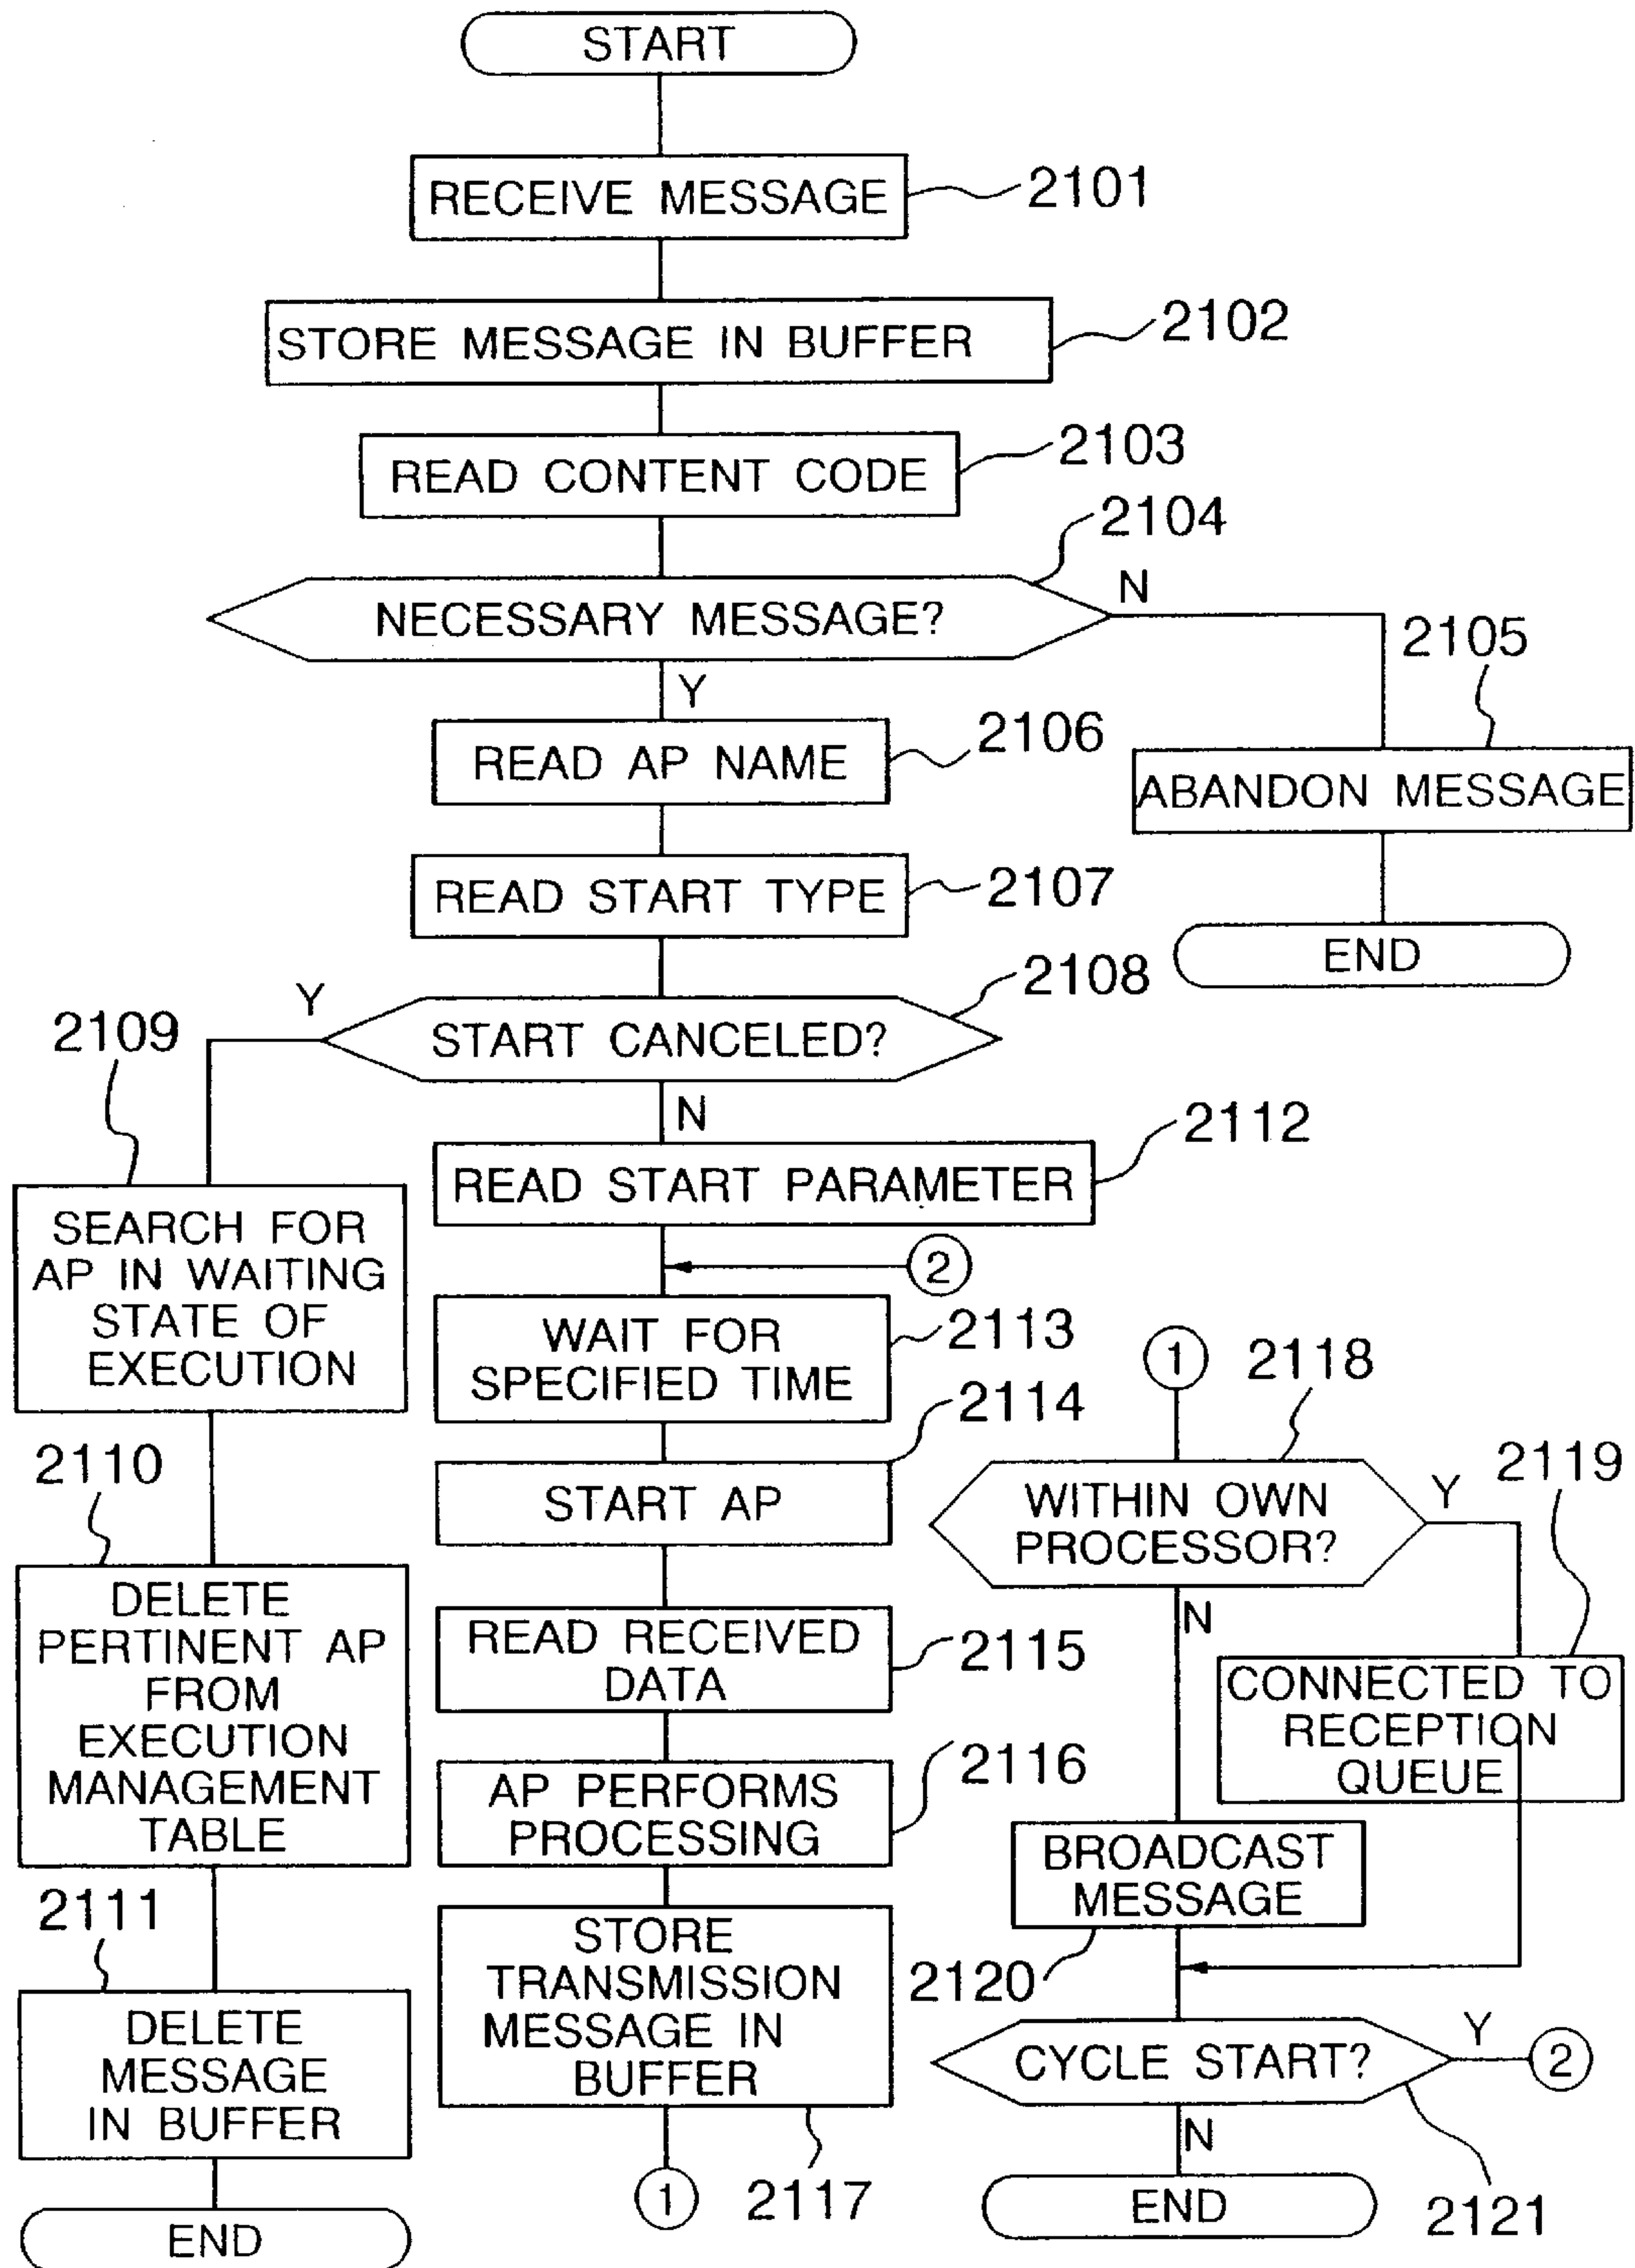 START
RECEIVE MESSAGE
2101
STORE MESSAGE IN BUFFER
2102
READ CONTENT CODE
2103
2104
NECESSARY MESSAGE?
N
Y
2105
ABANDON MESSAGE
END
READ AP NAME
2106
READ START TYPE
2107
2108
START CANCELED?
Y
N
2109
SEARCH FOR
AP IN WAITING
STATE OF
EXECUTION
2110
DELETE
PERTINENT AP
FROM
EXECUTION
MANAGEMENT
TABLE
2111
DELETE
MESSAGE
IN BUFFER
END
READ START PARAMETER
2112
2
WAIT FOR
SPECIFIED TIME
2113
2114
START AP
READ RECEIVED
DATA
2115
AP PERFORMS
PROCESSING
2116
STORE
TRANSMISSION
MESSAGE IN
BUFFER
2117
1
1
2118
WITHIN OWN
PROCESSOR?
Y
N
2119
CONNECTED TO
RECEPTION
QUEUE
BROADCAST
MESSAGE
2120
CYCLE START?
Y
2
N
2121
END